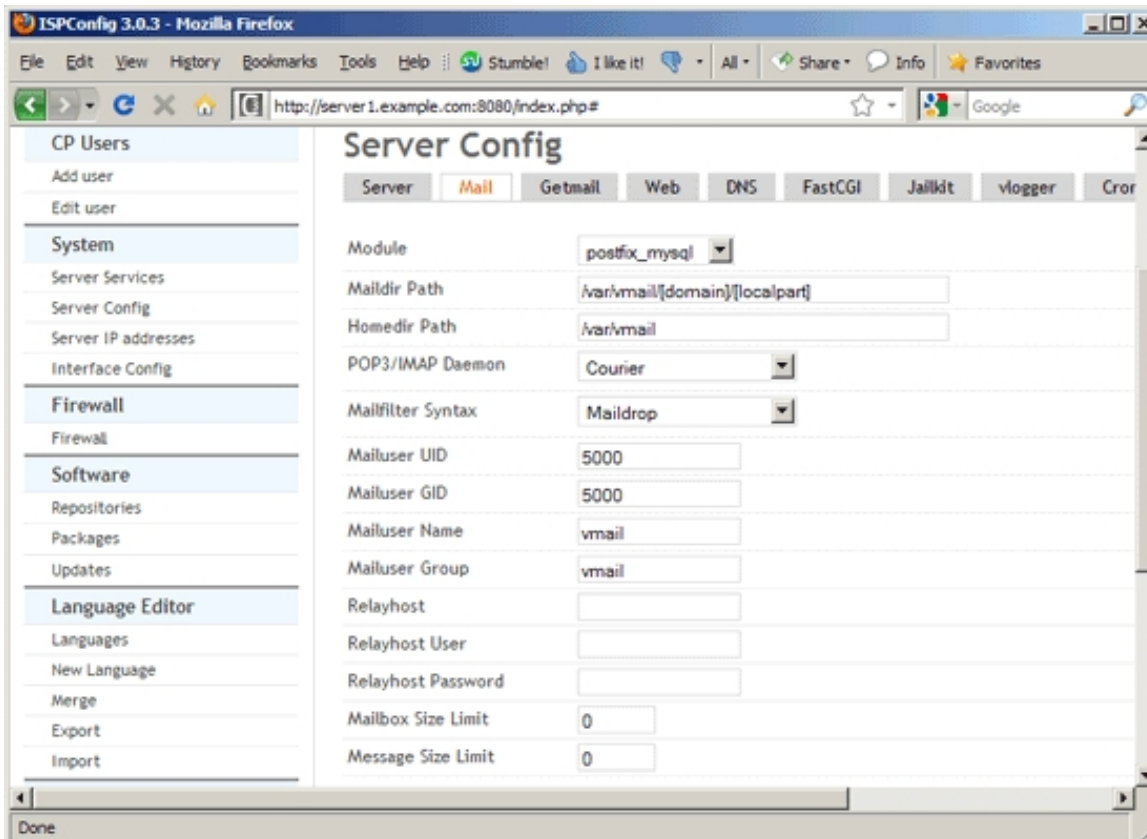 ISPConfig 3.0.3 - Mozilla Firefox
File Edit View History Bookmarks Tools Help Stumble! I like it! All Share Info Favorites
http://server1.example.com:8080/index.php# Google
CP Users
Add user
Edit user
System
Server Services
Server Config
Server IP addresses
Interface Config
Firewall
Firewall
Software
Repositories
Packages
Updates
Language Editor
Languages
New Language
Merge
Export
Import
Server Config
Server Mail Getmail Web DNS FastCGI Jailkit vlogger Cron
Module postfix_mysql
Maildir Path /var/vmail/[domain]/[localpart]
Homedir Path /var/vmail
POP3/IMAP Daemon Courier
Mailfilter Syntax Maildrop
Mailuser UID 5000
Mailuser GID 5000
Mailuser Name vmail
Mailuser Group vmail
Relayhost
Relayhost User
Relayhost Password
Mailbox Size Limit 0
Message Size Limit 0
Done